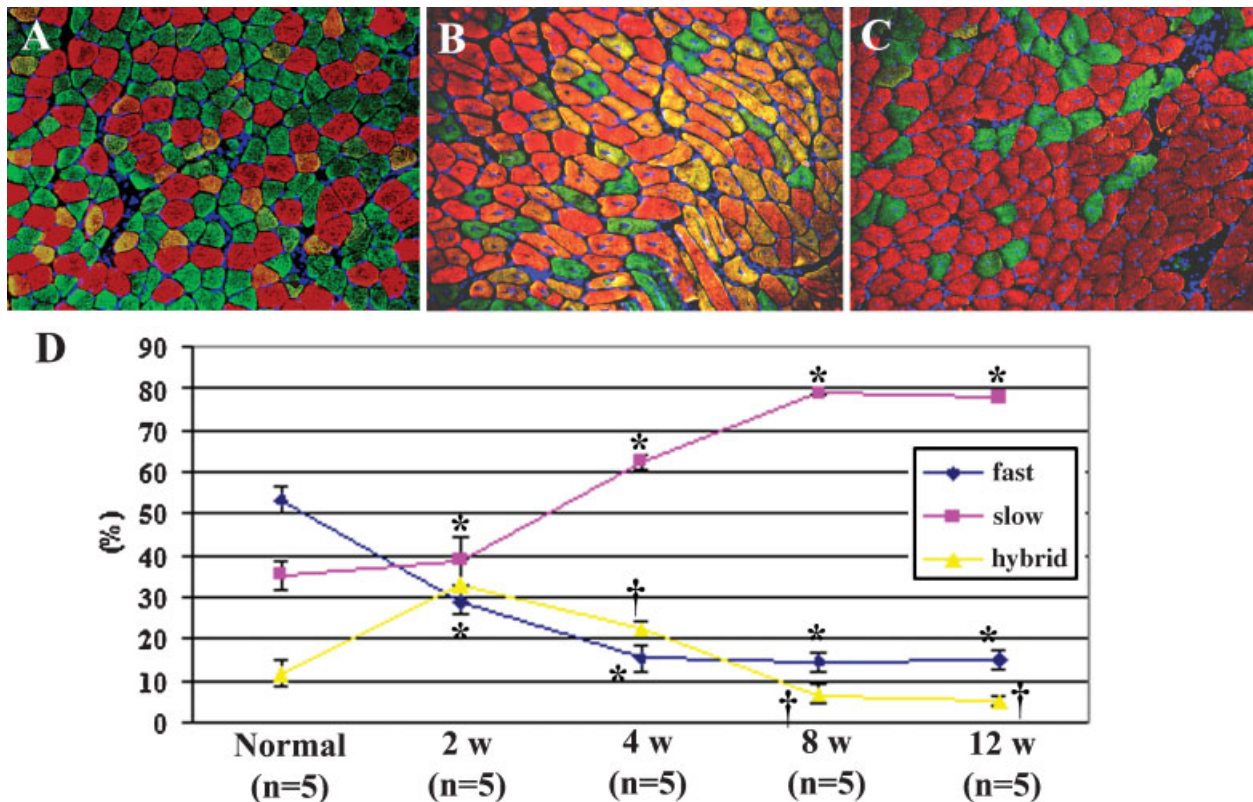 A
B
C
D
90
80
70
60
50
40
30
20
10
0
(%)
*
*
*
*
*
†
*
*
*
†
†
fast
slow
hybrid
Normal
2 w
4 w
8 w
12 w
(n=5)
(n=5)
(n=5)
(n=5)
(n=5)